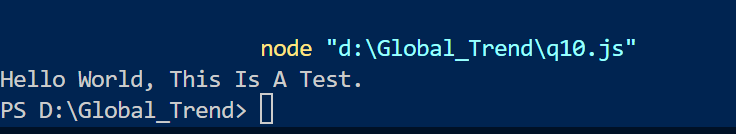 node "d:\Global_Trend\q10.js"
Hello World, This Is A Test.
PS D:\Global_Trend>